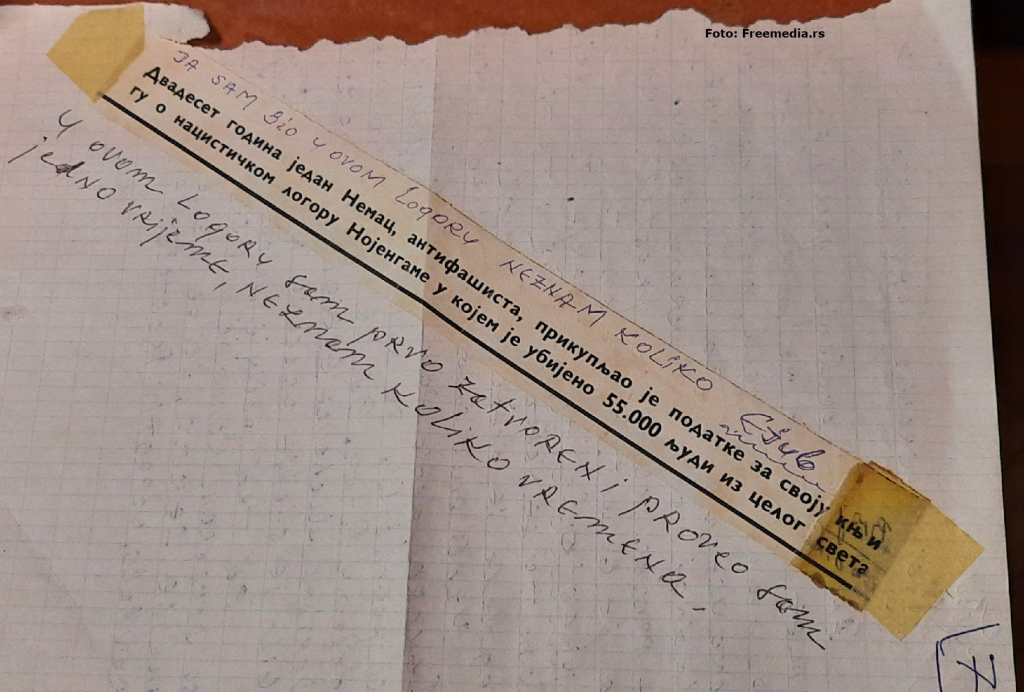 Foto: Freemedia.rs
JA SAM BiO U OVOM LOGORU NEZNAM KOLiKO
Двадесет година један Немац, антифашиста, прикупљао је податке за своју књи
гу о нацистичком логору Нојенгаме у којем је убијено 55.000 људи из целог света
U ovom LogoRU sam prvo zatvoREN i proveo sam
jeDNO vRijEME, NEZNam KOLiKO vREmENa.
7